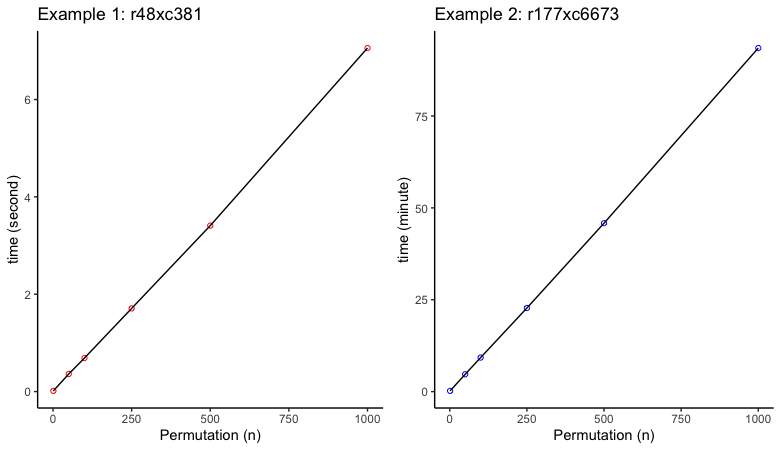 Example 1: r48xc381
time (second)
6
4
2
0
0 250 500 750 1000
Permutation (n)
Example 2: r177xc6673
time (minute)
75
50
25
0
0 250 500 750 1000
Permutation (n)